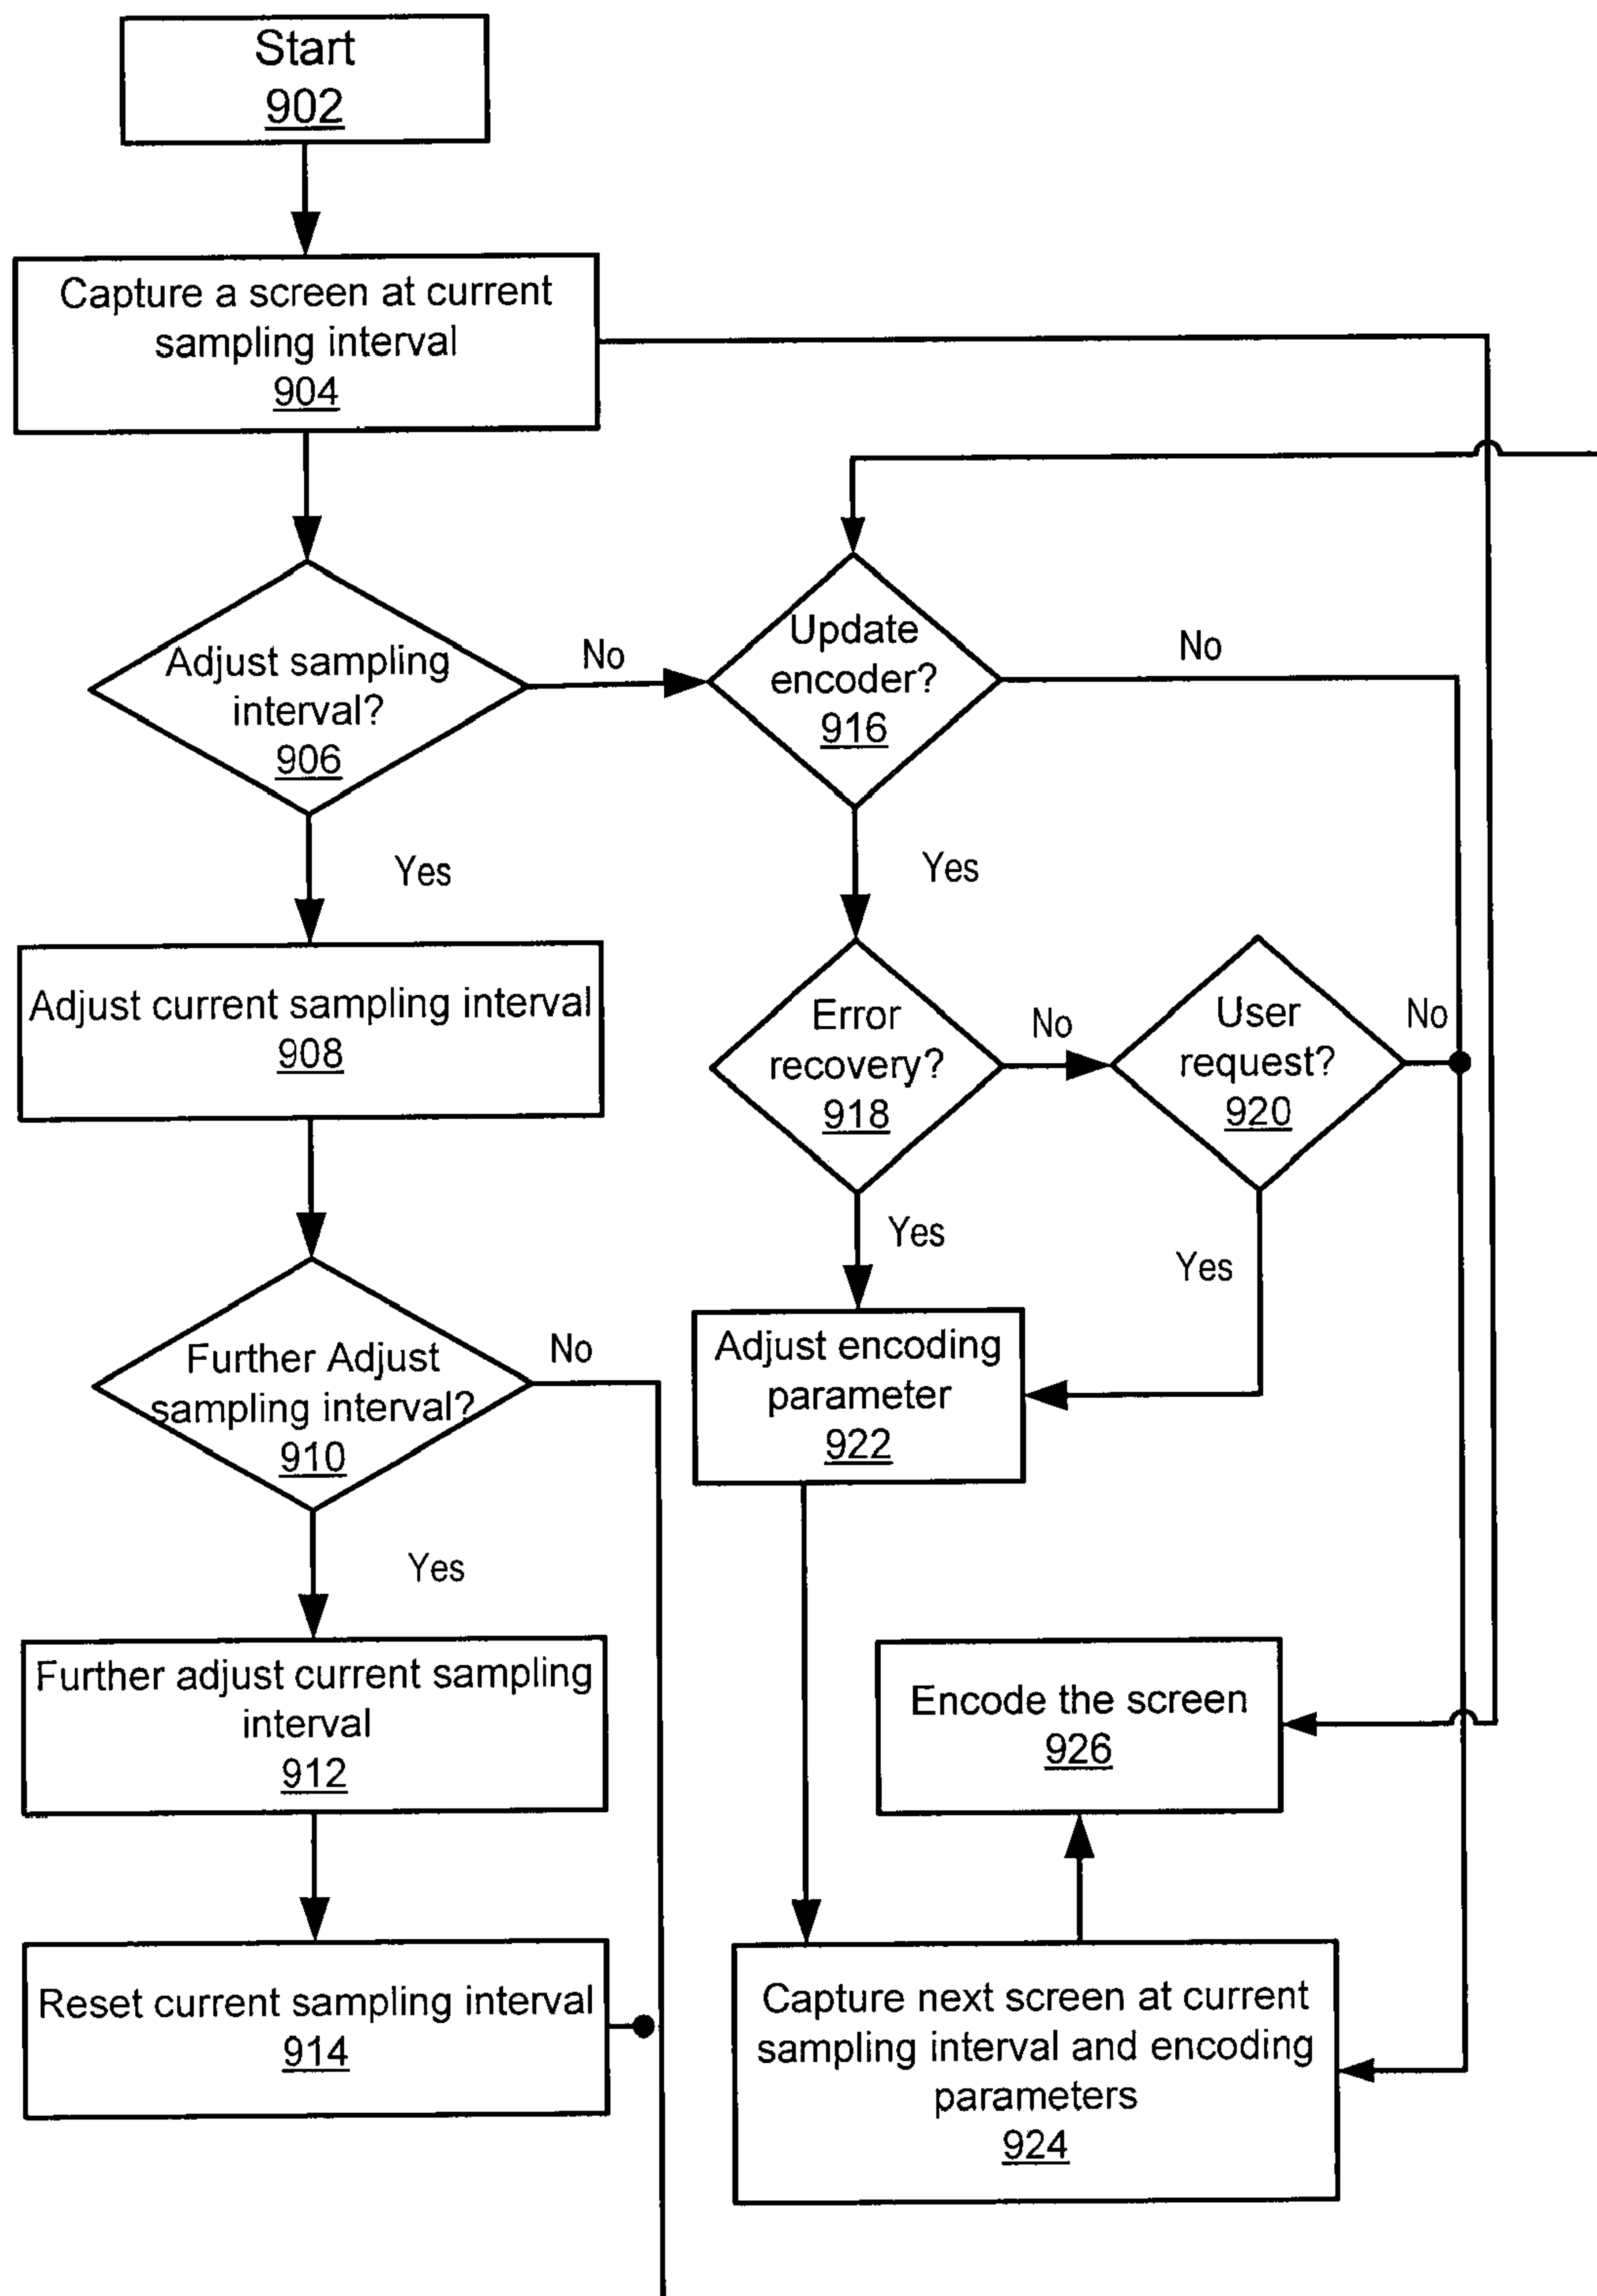 Start
902
Capture a screen at current
sampling interval
904
Adjust sampling
interval?
906
No
Yes
Update
encoder?
916
No
Yes
Adjust current sampling interval
908
Error
recovery?
918
No
Yes
User
request?
920
No
Yes
Further Adjust
sampling interval?
910
No
Yes
Adjust encoding
parameter
922
Further adjust current sampling
interval
912
Encode the screen
926
Reset current sampling interval
914
Capture next screen at current
sampling interval and encoding
parameters
924